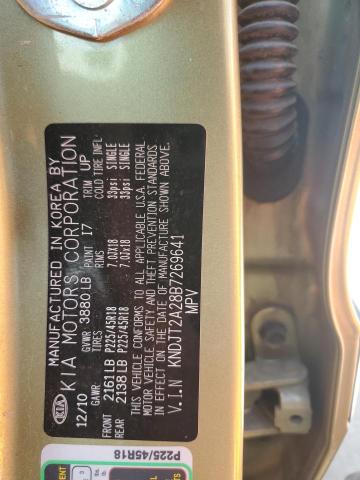 MANUFACTURED IN KOREA BY
KIA KIA MOTORS CORPORATION
12/10 GVWR 3880LB PAINT I7 TRIM UP
GAWR TIRES RIMS COLD TIRE INFL
FRONT 2161LB P225/45R18 7.0JX18 33psi SINGLE
REAR 2138LB P225/45R18 7.0JX18 33psi SINGLE
THIS VEHICLE CONFORMS TO ALL APPLICABLE U.S.A. FEDERAL
MOTOR VEHICLE SAFETY AND THEFT PREVENTION STANDARDS
IN EFFECT ON THE DATE OF MANUFACTURE SHOWN ABOVE.
V.I.N KNDJT2A28B7269641
MPV
P225/45R18